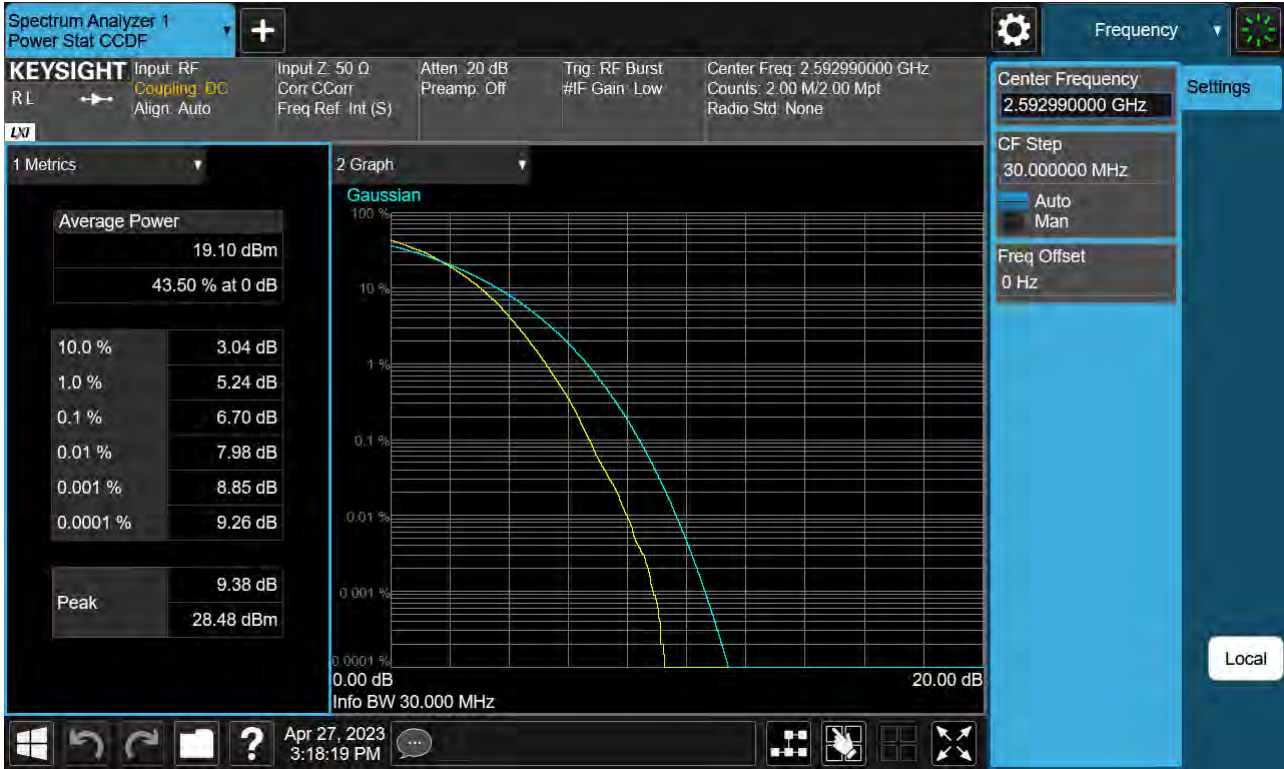 Spectrum Analyzer 1
Power Stat CCDF
+
Frequency
KEYSIGHT
R L
LXI
Input: RF
Coupling: DC
Align: Auto
Input Z: 50 Ω
Corr CCorr
Freq Ref: Int (S)
Atten: 20 dB
Preamp: Off
Trig: RF Burst
#IF Gain: Low
Center Freq: 2.592990000 GHz
Counts: 2.00 M/2.00 Mpt
Radio Std: None
Center Frequency
2.592990000 GHz
Settings
CF Step
30.000000 MHz
Auto
Man
Freq Offset
0 Hz
Local
1 Metrics
Average Power
19.10 dBm
43.50 % at 0 dB
10.0 % 3.04 dB
1.0 % 5.24 dB
0.1 % 6.70 dB
0.01 % 7.98 dB
0.001 % 8.85 dB
0.0001 % 9.26 dB
Peak
9.38 dB
28.48 dBm
2 Graph
Gaussian
100 %
10 %
1 %
0.1 %
0.01 %
0.001 %
0.0001 %
0.00 dB 20.00 dB
Info BW 30.000 MHz
?
Apr 27, 2023
3:18:19 PM